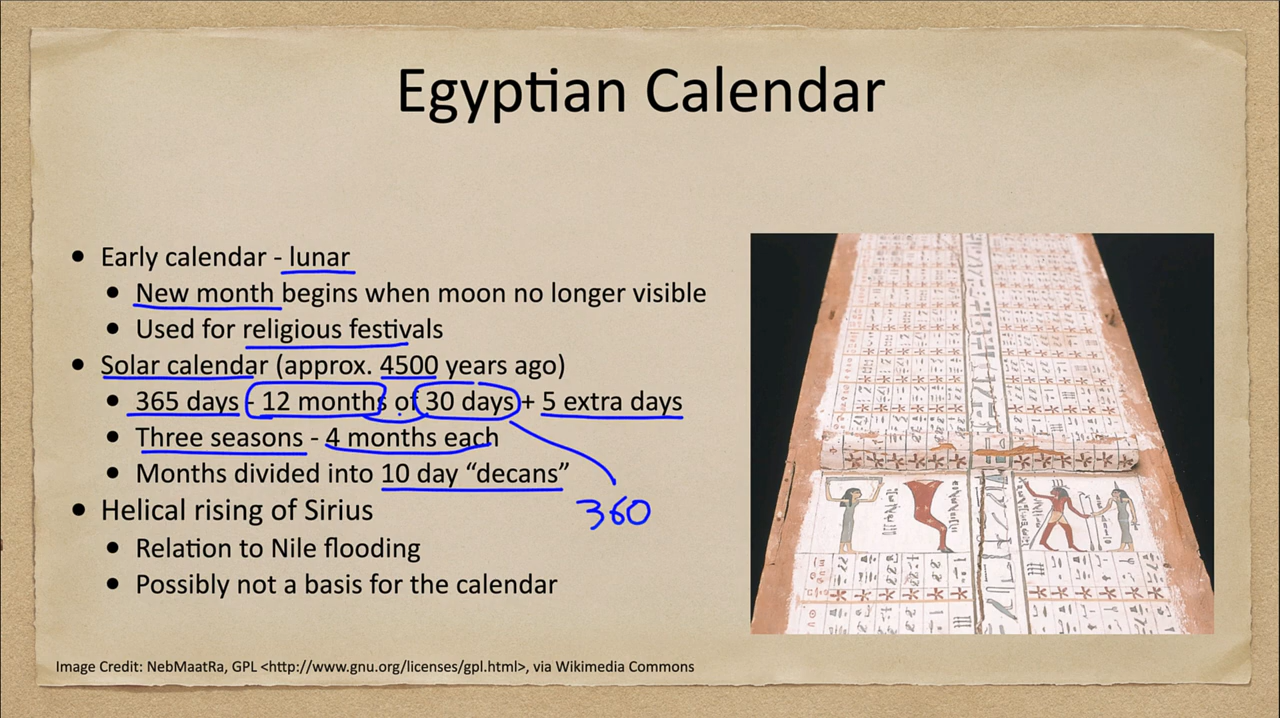 Egyptian Calendar
• Early calendar - lunar
• New month begins when moon no longer visible
• Used for religious festivals
• Solar calendar (approx. 4500 years ago)
• 365 days - 12 months of 30 days + 5 extra days
• Three seasons - 4 months each
• Months divided into 10 day “decans”
360
• Helical rising of Sirius
• Relation to Nile flooding
• Possibly not a basis for the calendar
Image Credit: NebMaatRa, GPL <http://www.gnu.org/licenses/gpl.html>, via Wikimedia Commons